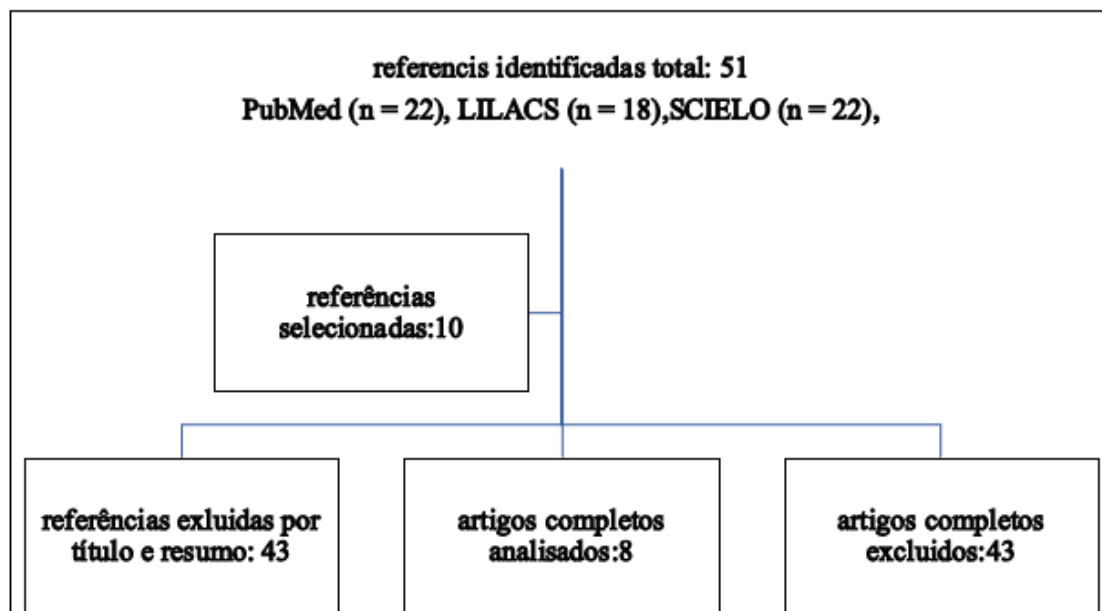 referencis identificadas total: 51
PubMed (n = 22), LILACS (n = 18),SCIELO (n = 22),
referências
selecionadas:10
referências exluidas por
título e resumo: 43
artigos completos
analisados:8
artigos completos
excluidos:43